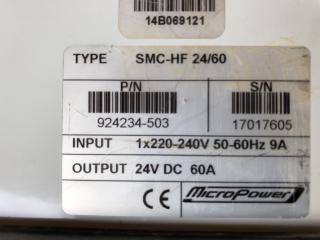 14B069121
TYPE SMC-HF 24/60
P/N S/N
924234-503 17017605
INPUT 1x220-240V 50-60Hz 9A
OUTPUT 24V DC 60A
CE MicroPower